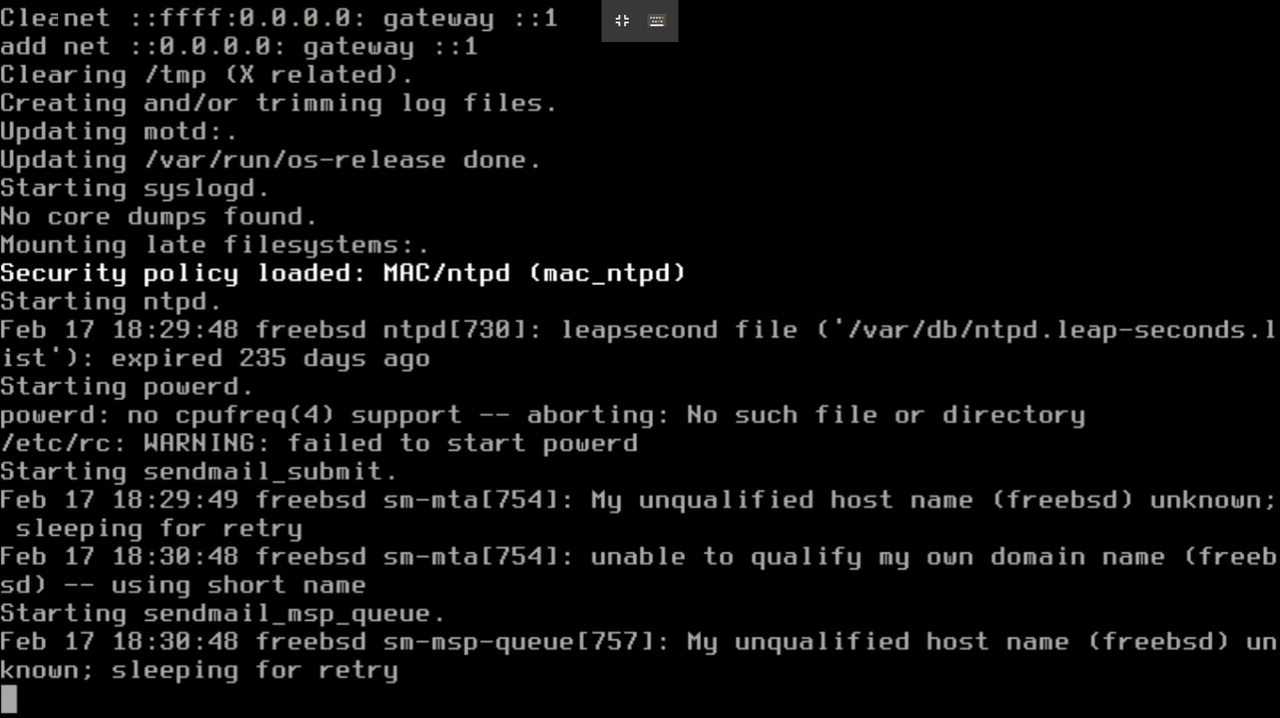 Clea net ::ffff:0.0.0.0: gateway ::1
add net ::0.0.0.0: gateway ::1
Clearing /tmp (X related).
Creating and/or trimming log files.
Updating motd:.
Updating /var/run/os-release done.
Starting syslogd.
No core dumps found.
Mounting late filesystems:.
Security policy loaded: MAC/ntpd (mac_ntpd)
Starting ntpd.
Feb 17 18:29:48 freebsd ntpd[730]: leapsecond file ('/var/db/ntpd.leap-seconds.l
ist'): expired 235 days ago
Starting powerd.
powerd: no cpufreq(4) support -- aborting: No such file or directory
/etc/rc: WARNING: failed to start powerd
Starting sendmail_submit.
Feb 17 18:29:49 freebsd sm-mta[754]: My unqualified host name (freebsd) unknown;
 sleeping for retry
Feb 17 18:30:48 freebsd sm-mta[754]: unable to qualify my own domain name (freeb
sd) -- using short name
Starting sendmail_msp_queue.
Feb 17 18:30:48 freebsd sm-msp-queue[757]: My unqualified host name (freebsd) un
known; sleeping for retry